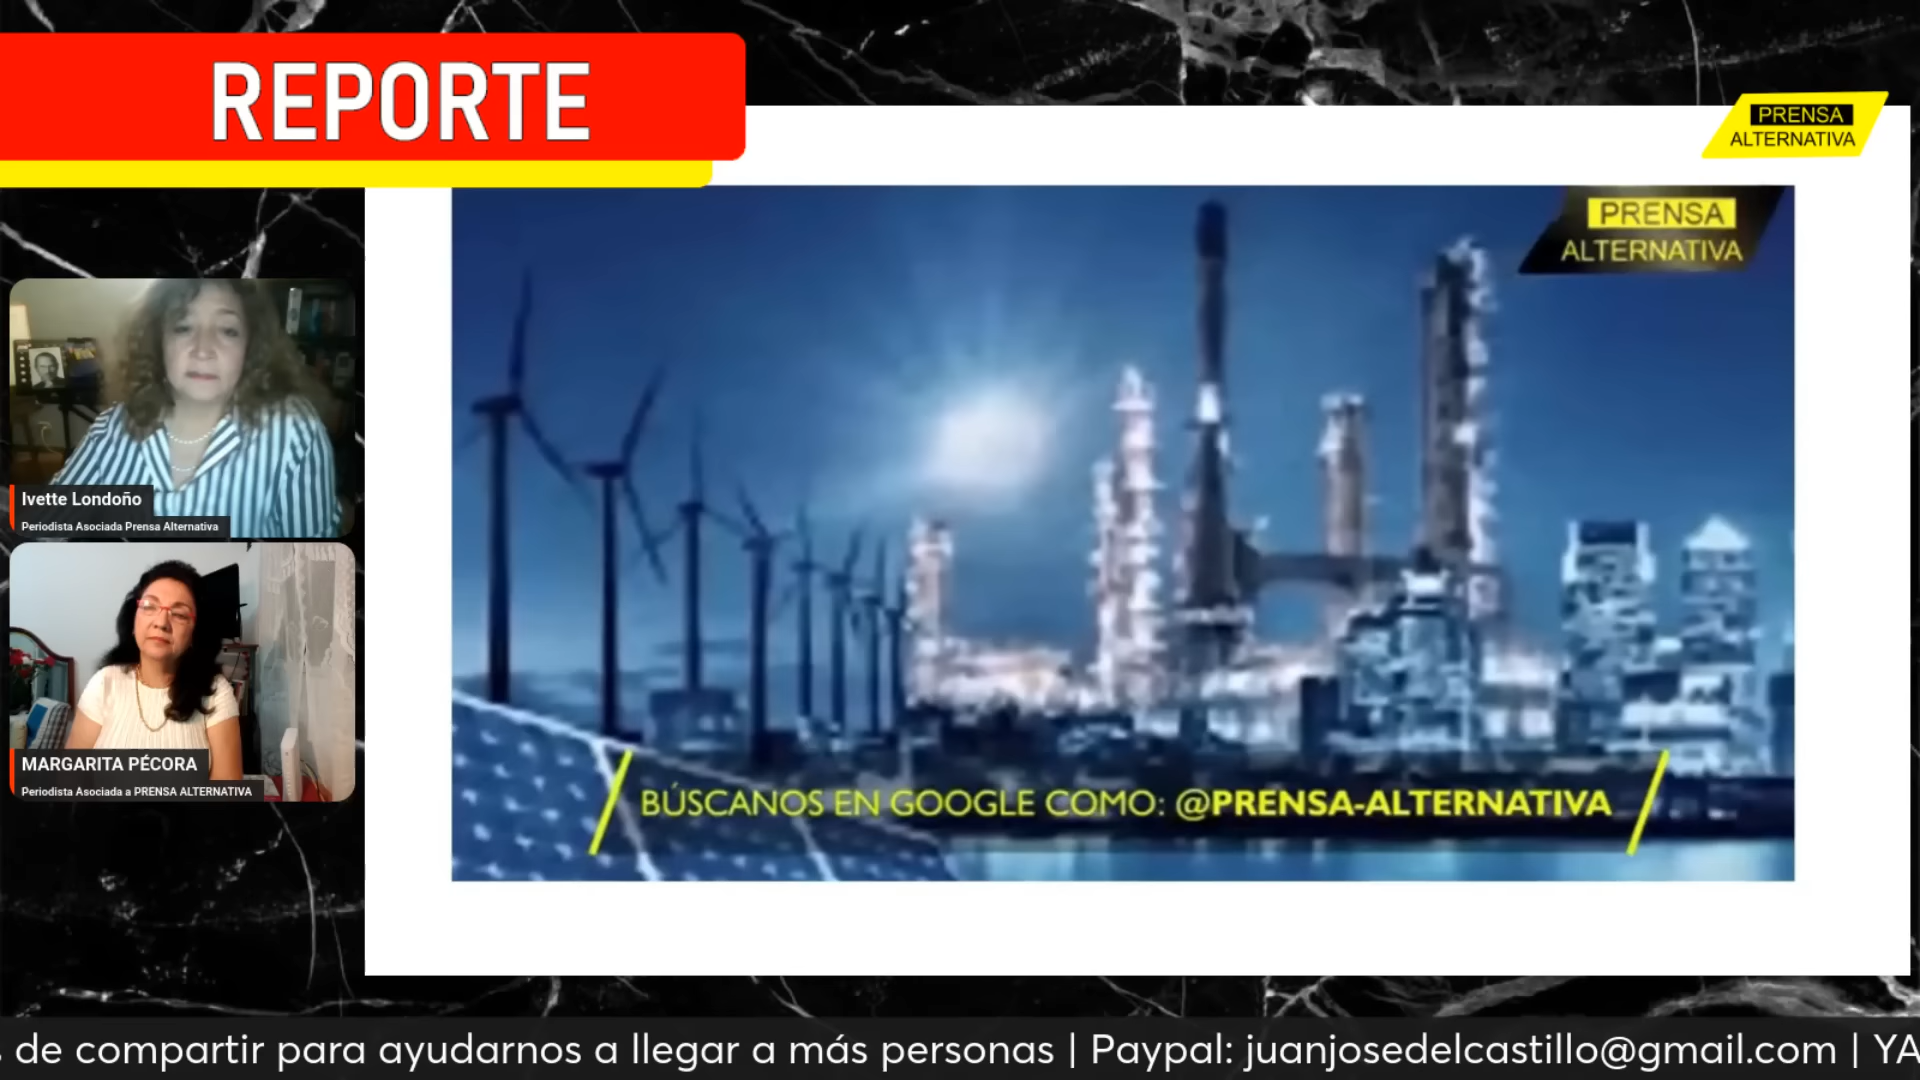 REPORTE
PRENSA
ALTERNATIVA
PRENSA
ALTERNATIVA
Ivette Londoño
Periodista Asociada Prensa Alternativa
MARGARITA PÉCORA
Periodista Asociada a PRENSA ALTERNATIVA
BÚSCANOS EN GOOGLE COMO: @PRENSA-ALTERNATIVA
de compartir para ayudarnos a llegar a más personas | Paypal: juanjosedelcastillo@gmail.com | YA